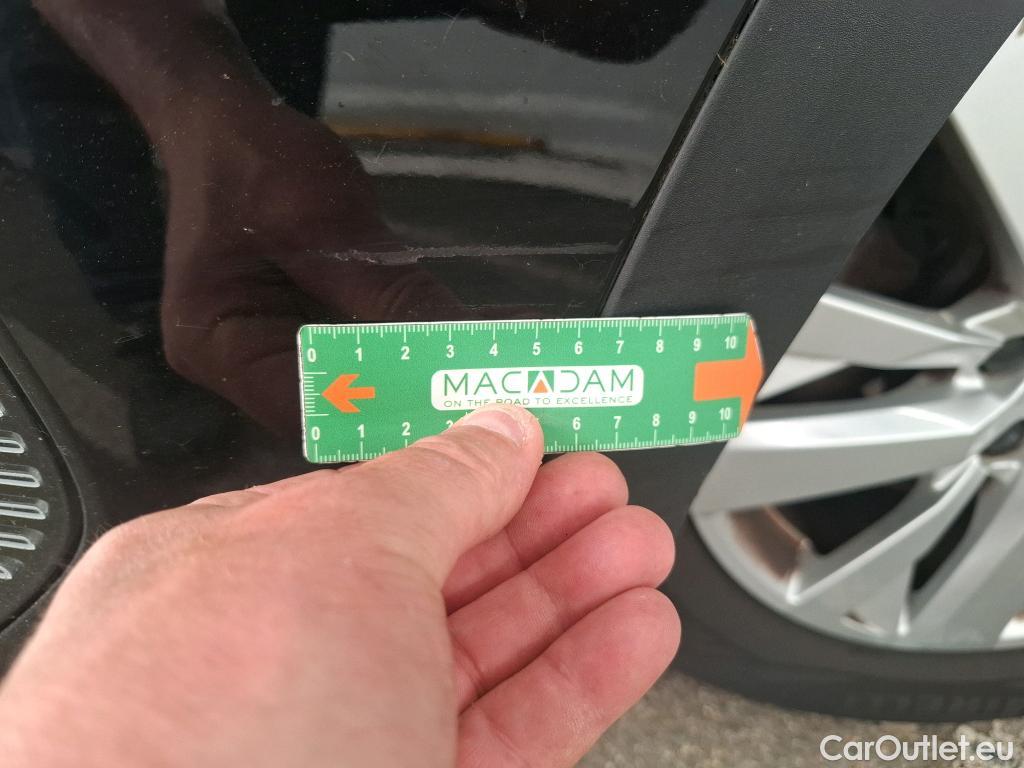 0 1 2 3 4 5 6 7 8 9 10
MACADAM
ON THE ROAD TO EXCELLENCE
0 1 2 3 6 7 8 9 10
CarOutlet.eu